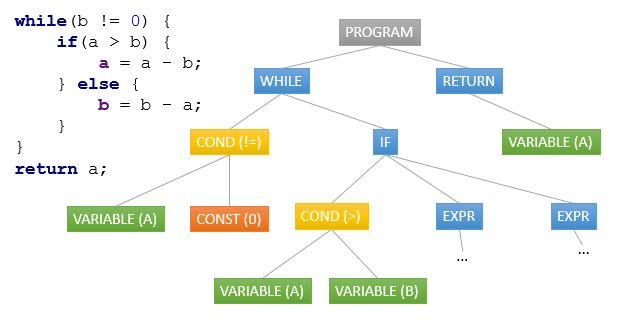 while(b != 0) {
if(a > b) {
a = a - b;
} else {
b = b - a;
}
}
return a;
PROGRAM
WHILE
RETURN
COND (!=)
IF
VARIABLE (A)
VARIABLE (A)
CONST (0)
COND (>)
EXPR
EXPR
...
...
VARIABLE (A)
VARIABLE (B)